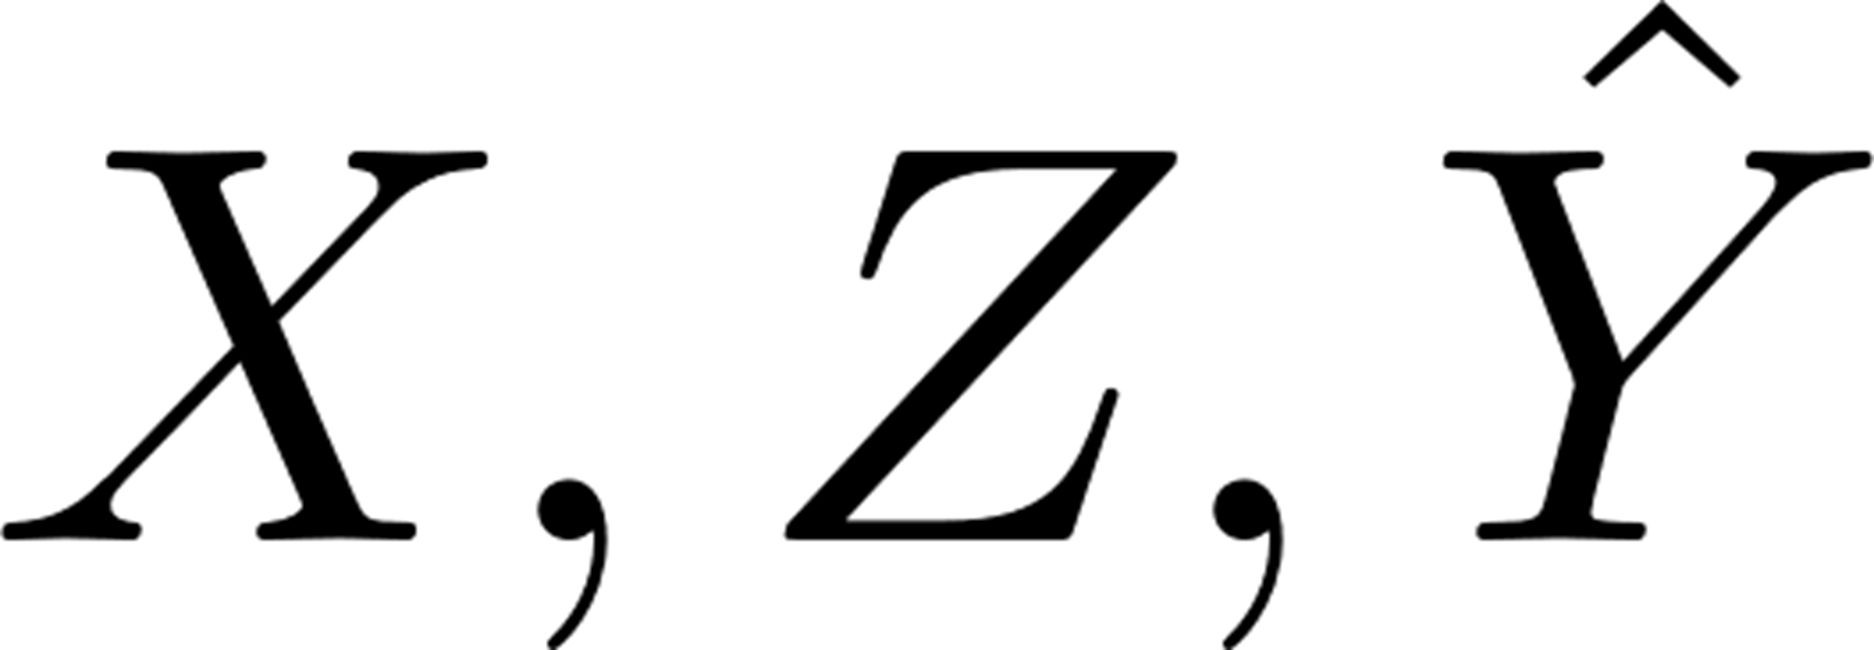 X, Z, Ŷ